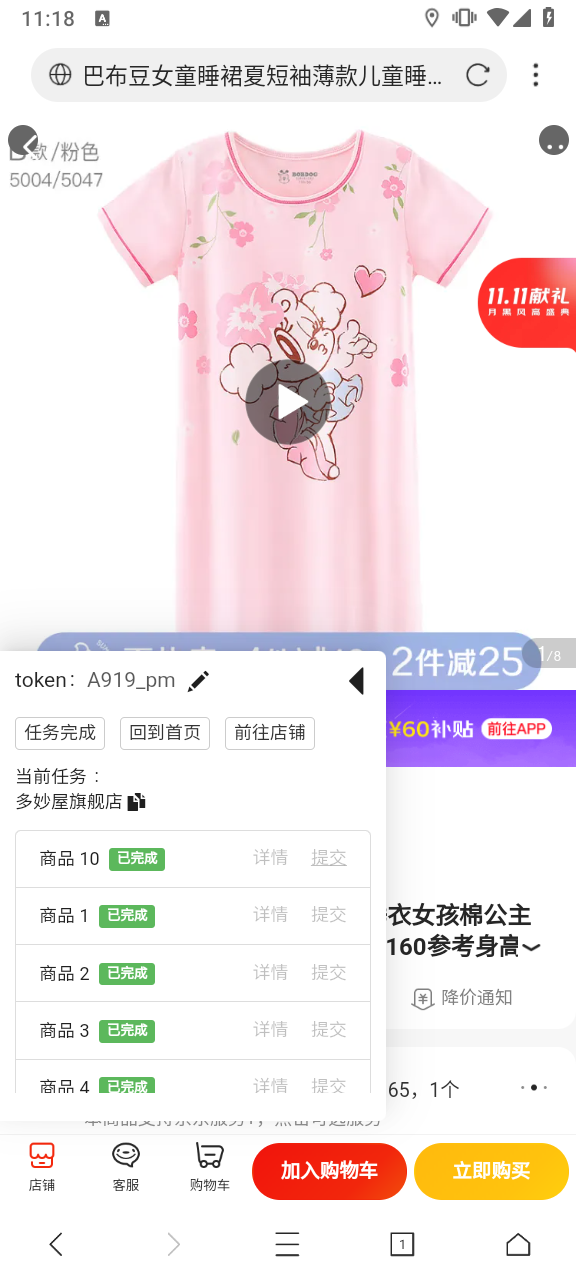 11:18
A
巴布豆女童睡裙夏短袖薄款儿童睡...
款/粉色
5004/5047
BOBDOG
11.11献礼
月黑风高盛典
2件减25
1/8
token： A919_pm
任务完成 回到首页 前往店铺
¥60补贴 前往APP
当前任务：
多妙屋旗舰店
商品 10 已完成 详情 提交
商品 1 已完成 详情 提交
衣女孩棉公主
商品 2 已完成 详情 提交
160参考身高
降价通知
商品 3 已完成 详情 提交
商品 4 已完成 详情 提交
65，1个
店铺 客服 购物车 加入购物车 立即购买
1